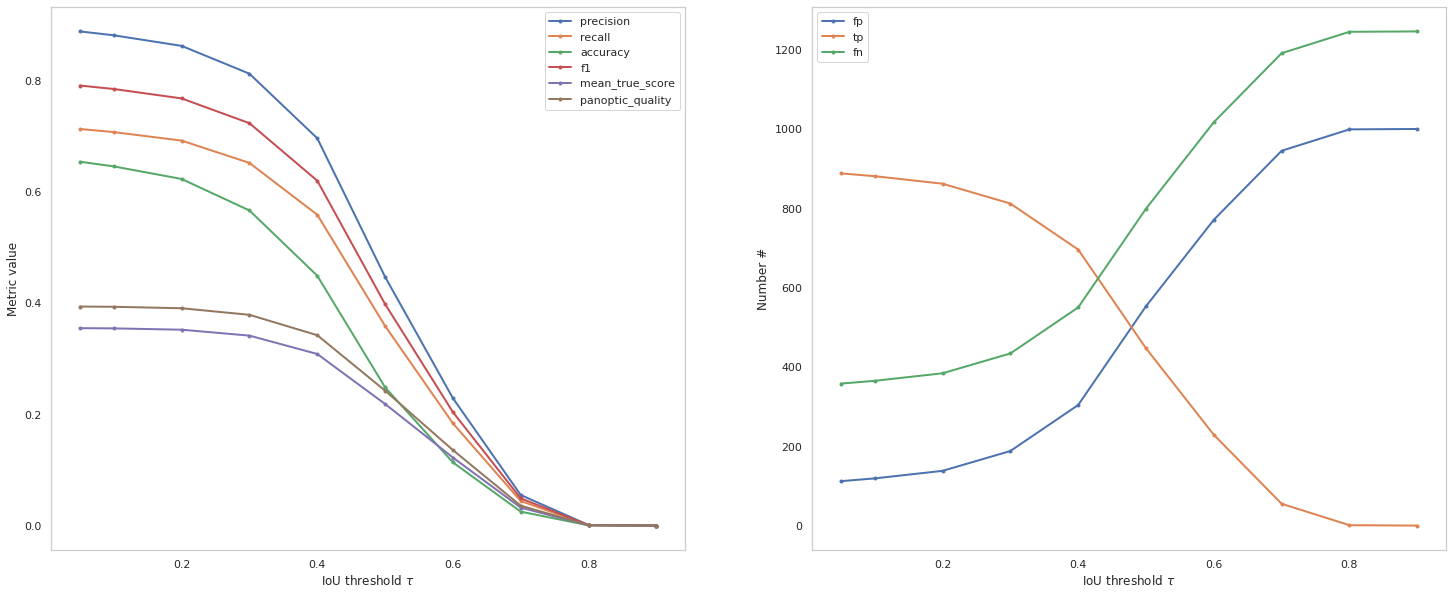 precision
recall
accuracy
f1
mean_true_score
panoptic_quality
Metric value
0.8
0.6
0.4
0.2
0.0
0.2
0.4
0.6
0.8
IoU threshold τ
fp
tp
fn
Number #
1200
1000
800
600
400
200
0
0.2
0.4
0.6
0.8
IoU threshold τ